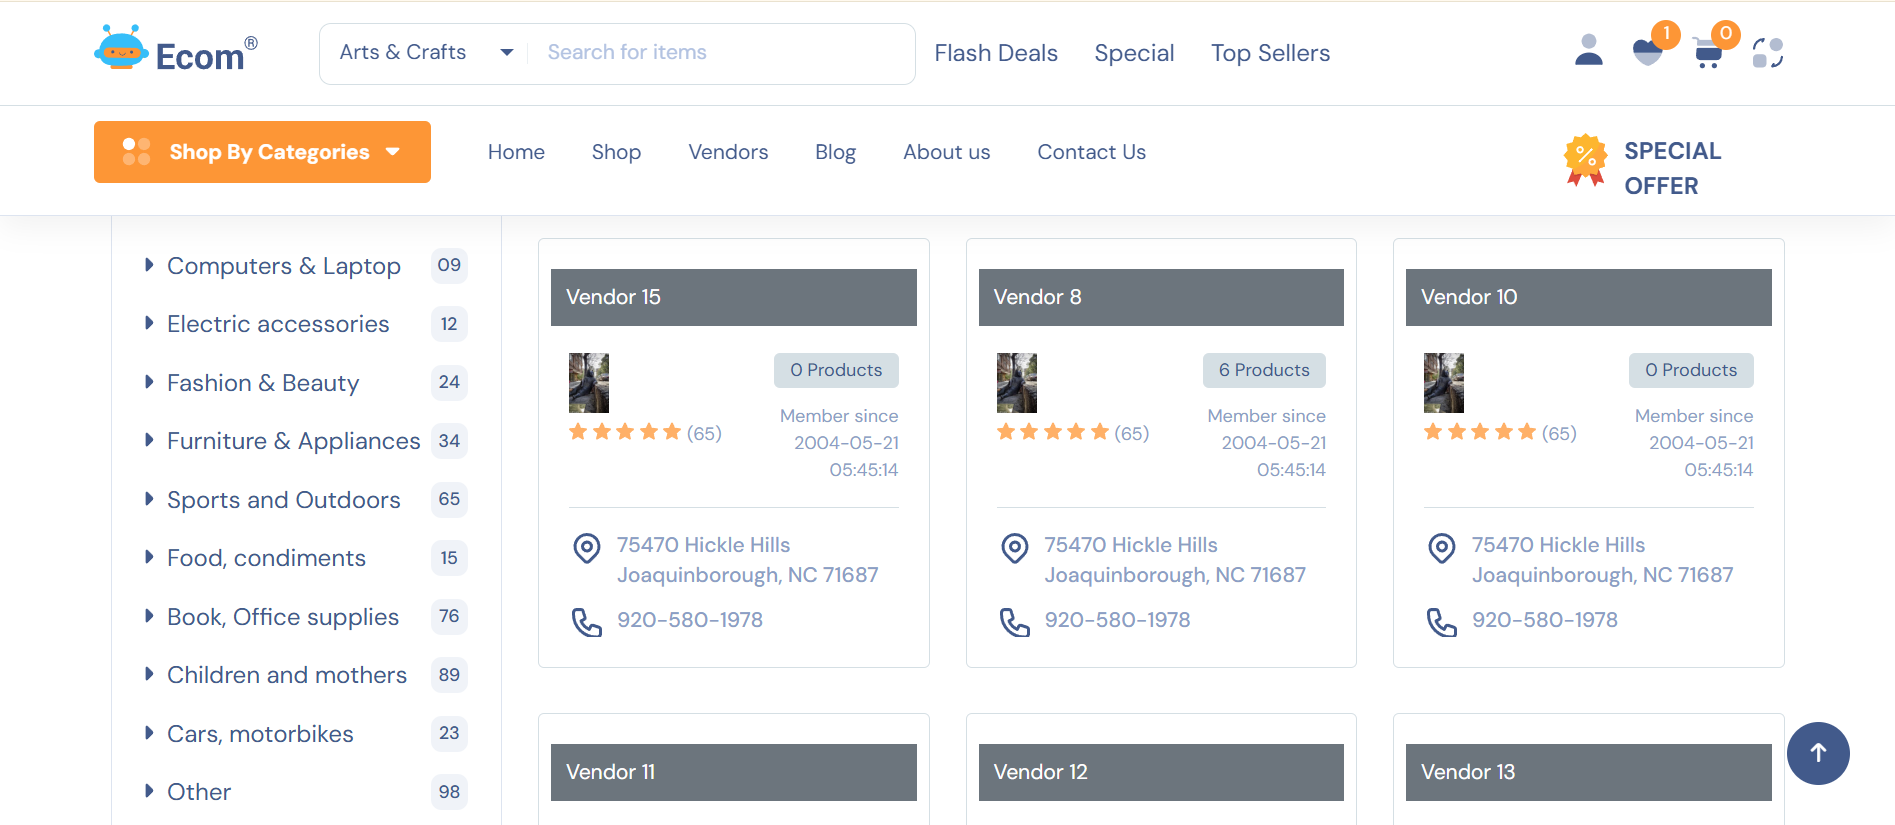 Ecom®
Arts & Crafts
Search for items
Flash Deals
Special
Top Sellers
1
0
Shop By Categories
Home
Shop
Vendors
Blog
About us
Contact Us
SPECIAL
OFFER
Computers & Laptop 09
Electric accessories 12
Fashion & Beauty 24
Furniture & Appliances 34
Sports and Outdoors 65
Food, condiments 15
Book, Office supplies 76
Children and mothers 89
Cars, motorbikes 23
Other 98
Vendor 15
0 Products
(65)
Member since
2004-05-21
05:45:14
75470 Hickle Hills
Joaquinborough, NC 71687
920-580-1978
Vendor 8
6 Products
(65)
Member since
2004-05-21
05:45:14
75470 Hickle Hills
Joaquinborough, NC 71687
920-580-1978
Vendor 10
0 Products
(65)
Member since
2004-05-21
05:45:14
75470 Hickle Hills
Joaquinborough, NC 71687
920-580-1978
Vendor 11
Vendor 12
Vendor 13